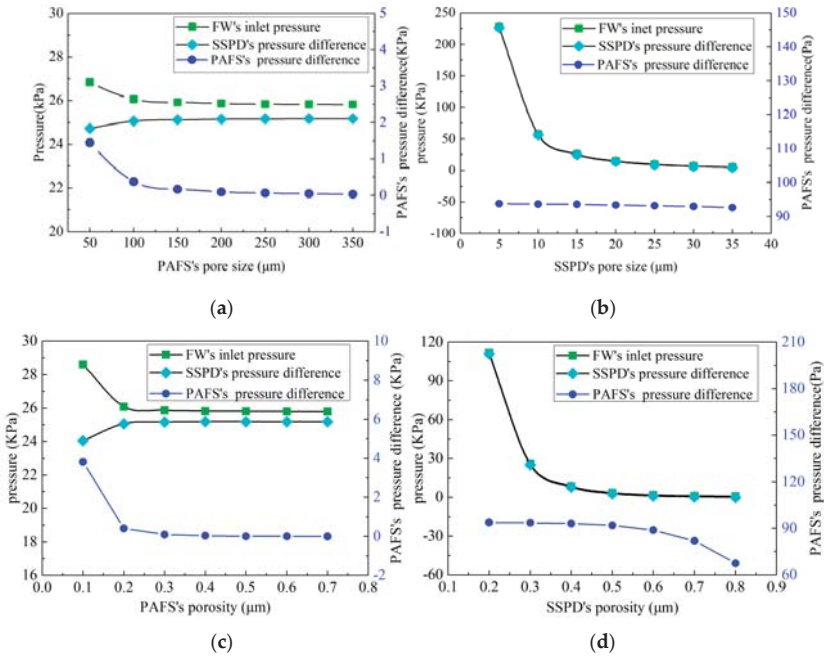 30
28
26
24
22
20
Pressure(kPa)
FW's inlet pressure
SSPD's pressure difference
PAFS's pressure difference
5
4
3
2
1
0
-1
PAFS's pressure difference(KPa)
50 100 150 200 250 300 350
PAFS's pore size (μm)
(a)
250
200
150
100
50
0
-50
-100
pressure (KPa)
FW's inet pressure
SSPD's pressure difference
PAFS's pressure difference
150
140
130
120
110
100
90
PAFS's pressure difference(Pa)
0 5 10 15 20 25 30 35 40
SSPD's pore size (μm)
(b)
30
28
26
24
22
20
18
16
pressure (KPa)
FW's inlet pressure
SSPD's pressure difference
PAFS's pressure difference
10
8
6
4
2
0
-2
PAFS's pressure difference (KPa)
0.0 0.1 0.2 0.3 0.4 0.5 0.6 0.7 0.8
PAFS's porosity (μm)
(c)
120
90
60
30
0
-30
-60
pressure (KPa)
FW's inlet pressure
SSPD's pressure difference
PAFS's pressure difference
210
180
150
120
90
60
PAFS's pressure difference(Pa)
0.1 0.2 0.3 0.4 0.5 0.6 0.7 0.8 0.9
SSPD's porosity (μm)
(d)